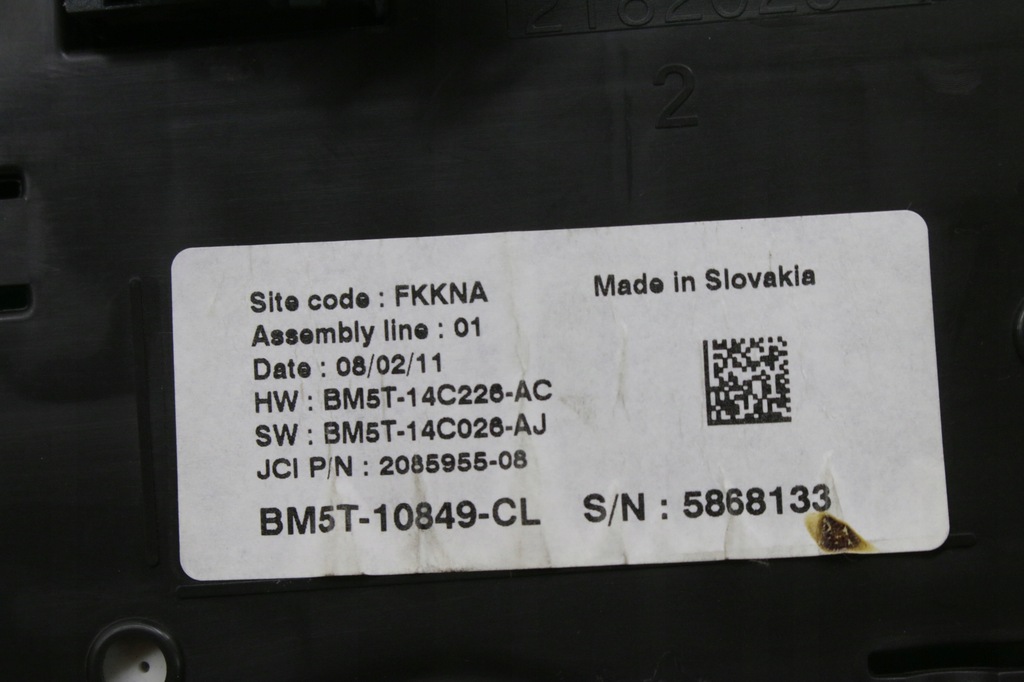 2
Site code : FKKNA
Made in Slovakia
Assembly line : 01
Date : 08/02/11
HW : BM5T-14C226-AC
SW : BM5T-14C026-AJ
JCI P/N : 2085955-08
BM5T-10849-CL S/N : 5868133